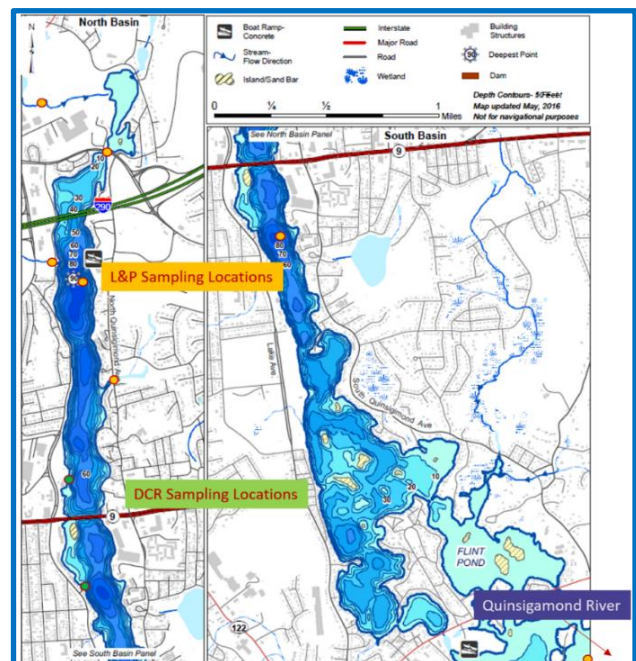 North Basin
N
Boat Ramp-
Concrete
Stream-
Flow Direction
Island/Sand Bar
Interstate
Major Road
Road
Wetland
Building
Structures
90
Deepest Point
Dam
0
¼
½
1
Miles
Depth Contours-
Map updated May, 2016
Not for navigational purposes
See North Basin Panel
South Basin
9
10
20
30
40
290
50
60
70
80
90
L&P Sampling Locations
North Quinsigamond Ave
80
70
60
Lake Ave.
South Quinsigamond Ave
60
DCR Sampling Locations
9
10
20
30
FLINT
POND
Quinsigamond River
122
See South Basin Panel